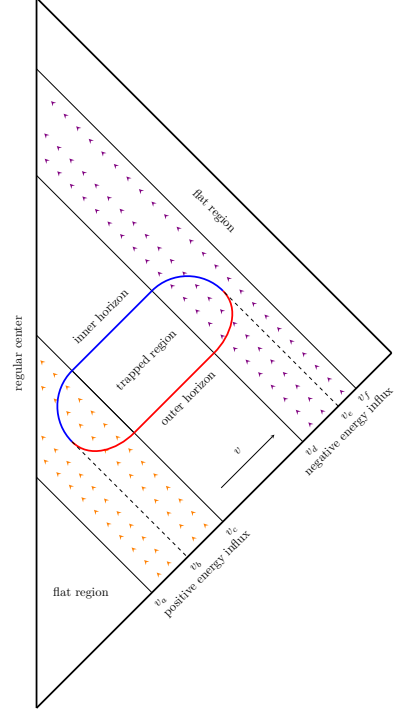 flat region
inner horizon
regular center
trapped region
outer horizon
v
v_f
v_e
v_d
negative energy influx
v_c
v_b
positive energy influx
v_a
flat region